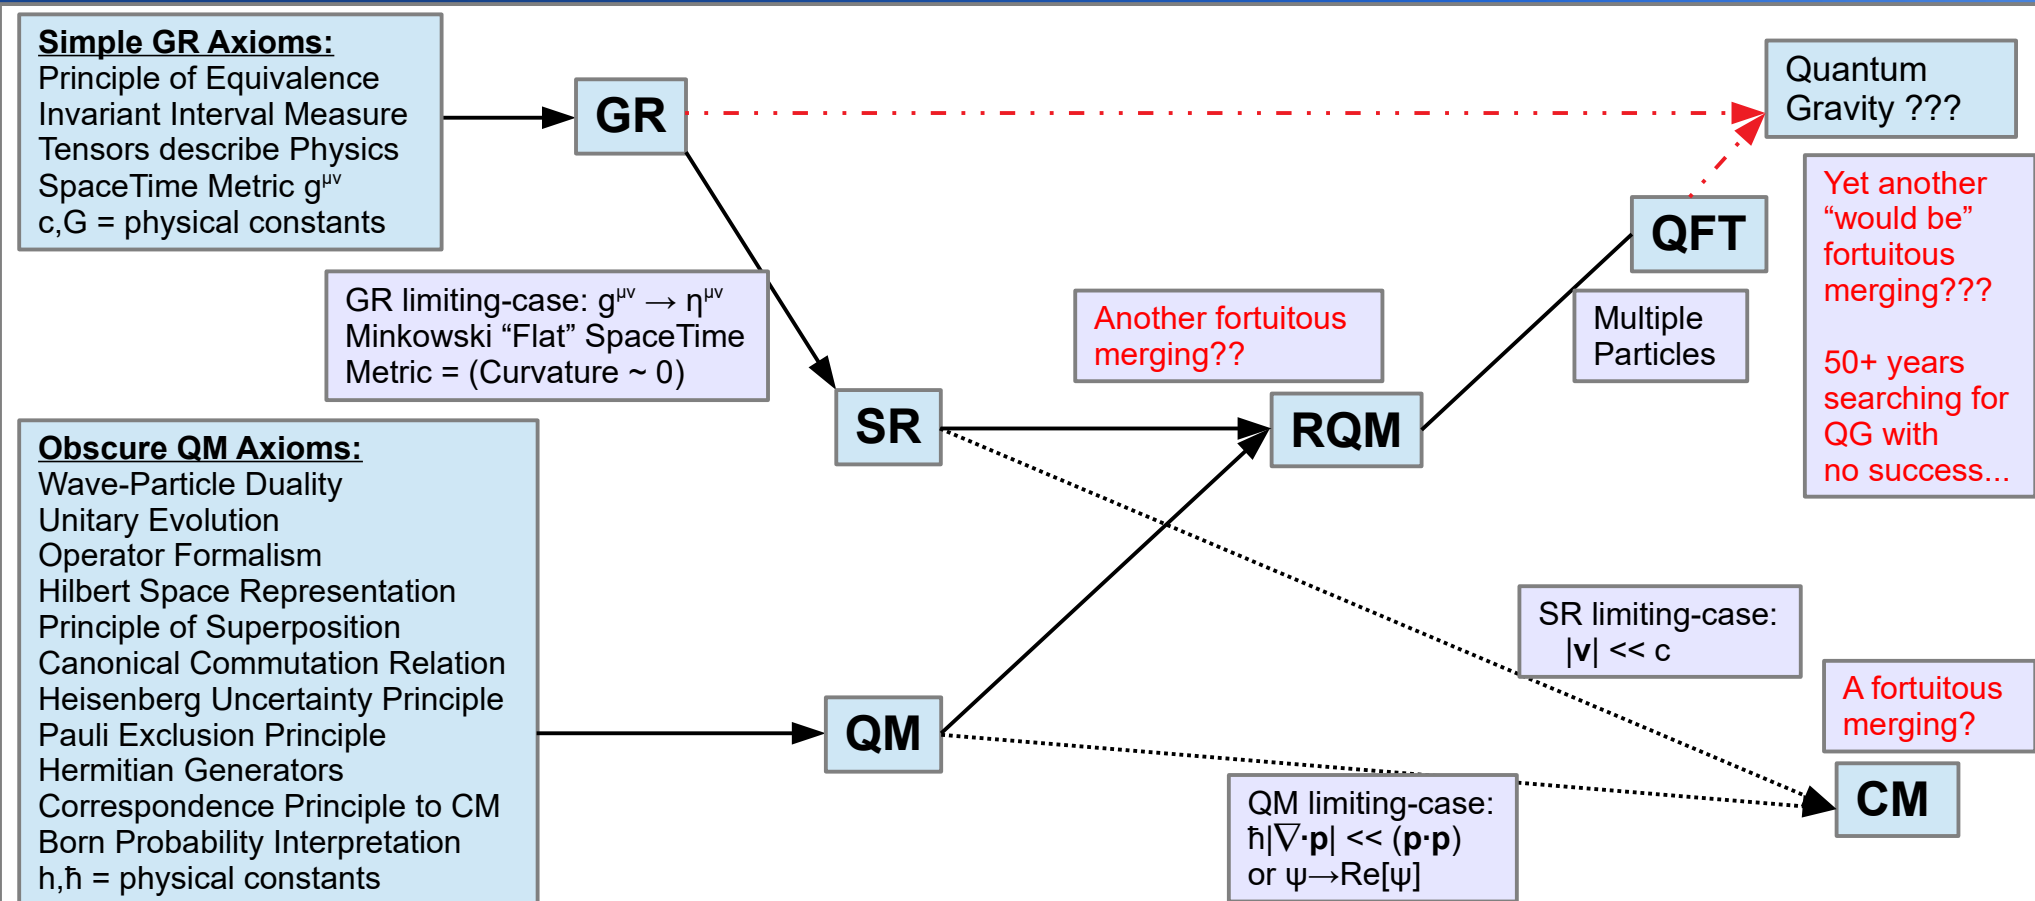 Simple GR Axioms:
Principle of Equivalence
Invariant Interval Measure
Tensors describe Physics
SpaceTime Metric g^μν
c,G = physical constants
GR
Quantum
Gravity ???
Yet another
“would be”
fortuitous
merging???
50+ years
searching for
QG with
no success...
QFT
Multiple
Particles
GR limiting-case: g^μν → η^μν
Minkowski “Flat” SpaceTime
Metric = (Curvature ~ 0)
Another fortuitous
merging??
SR
RQM
Obscure QM Axioms:
Wave-Particle Duality
Unitary Evolution
Operator Formalism
Hilbert Space Representation
Principle of Superposition
Canonical Commutation Relation
Heisenberg Uncertainty Principle
Pauli Exclusion Principle
Hermitian Generators
Correspondence Principle to CM
Born Probability Interpretation
h,ħ = physical constants
QM
SR limiting-case:
|v| << c
A fortuitous
merging?
CM
QM limiting-case:
ħ|∇·p| << (p·p)
or ψ→Re[ψ]